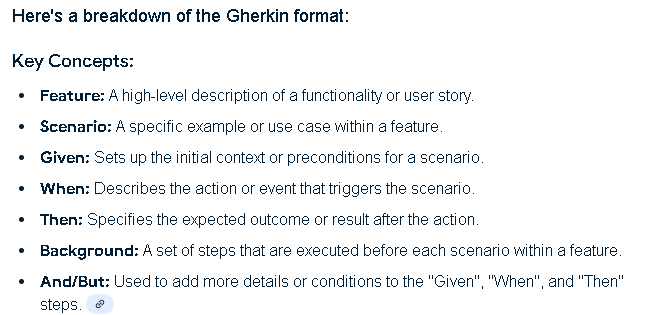 Here's a breakdown of the Gherkin format:
Key Concepts:
• Feature: A high-level description of a functionality or user story.
• Scenario: A specific example or use case within a feature.
• Given: Sets up the initial context or preconditions for a scenario.
• When: Describes the action or event that triggers the scenario.
• Then: Specifies the expected outcome or result after the action.
• Background: A set of steps that are executed before each scenario within a feature.
• And/But: Used to add more details or conditions to the "Given", "When", and "Then"
steps.